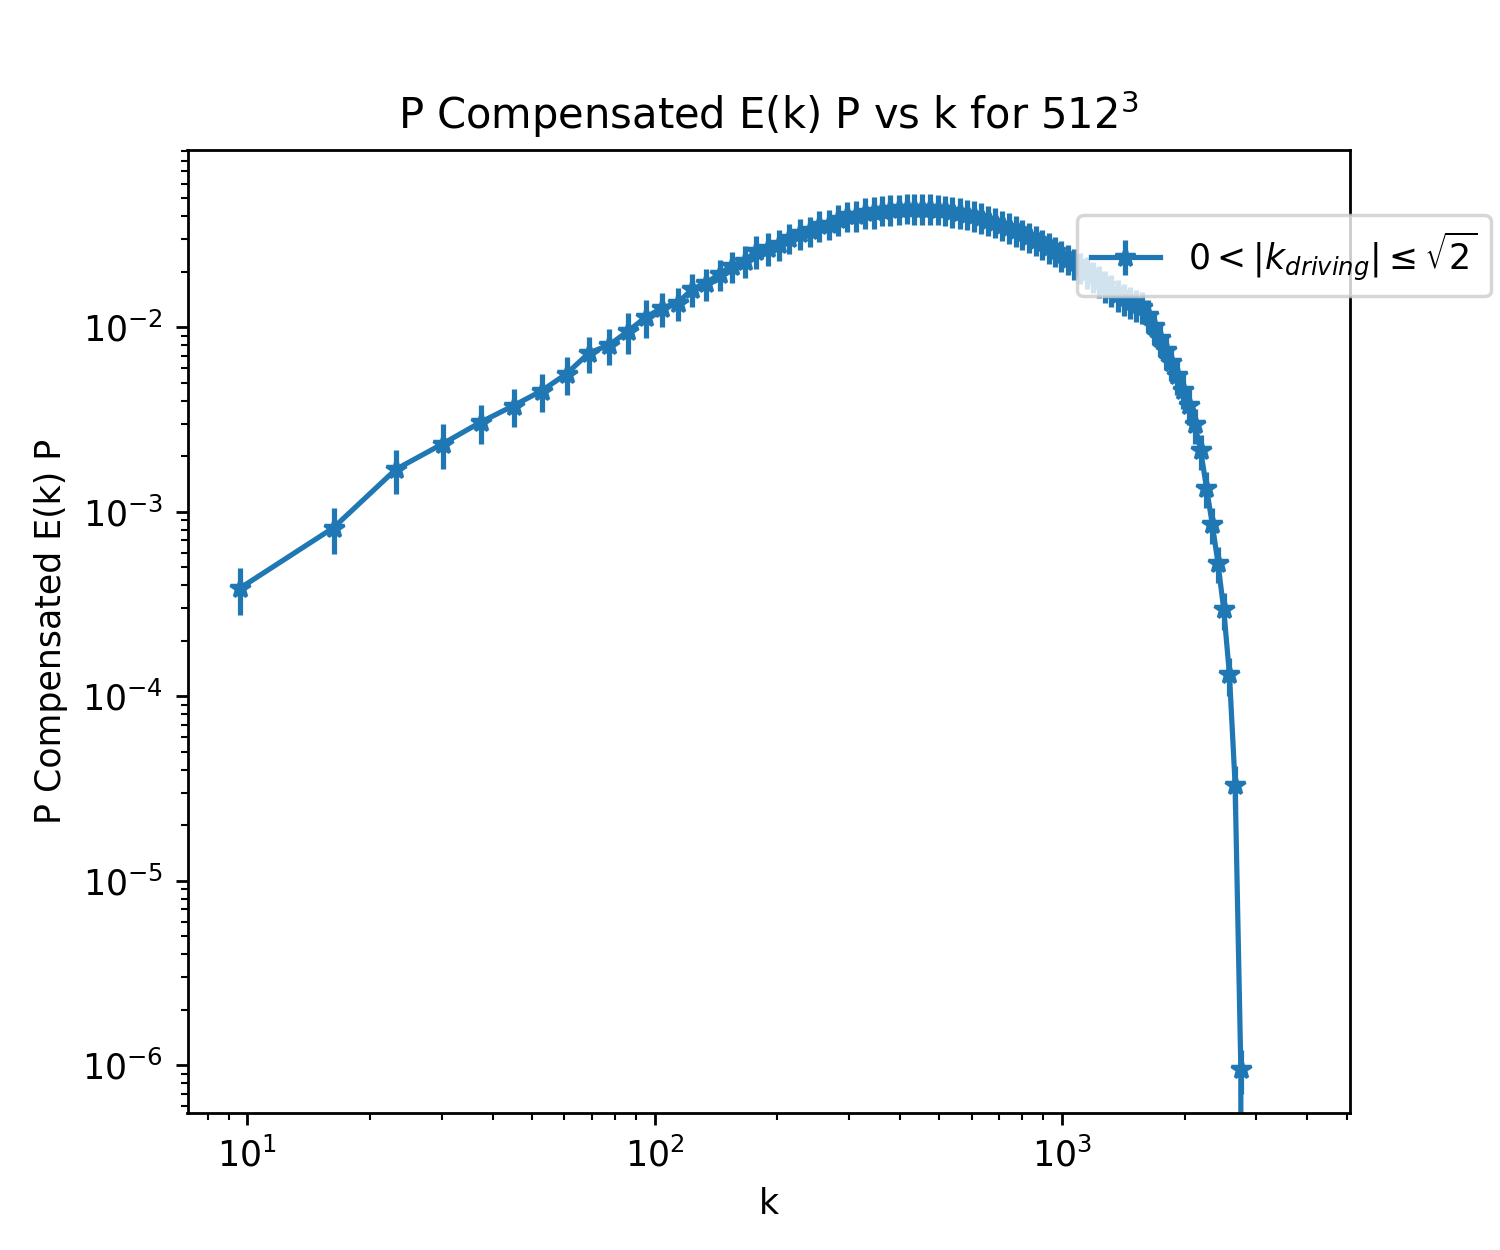 P Compensated E(k) P vs k for 512³
0 < |k_driving| ≤ √2
P Compensated E(k) P
10⁻²
10⁻³
10⁻⁴
10⁻⁵
10⁻⁶
10¹ 10² 10³
k